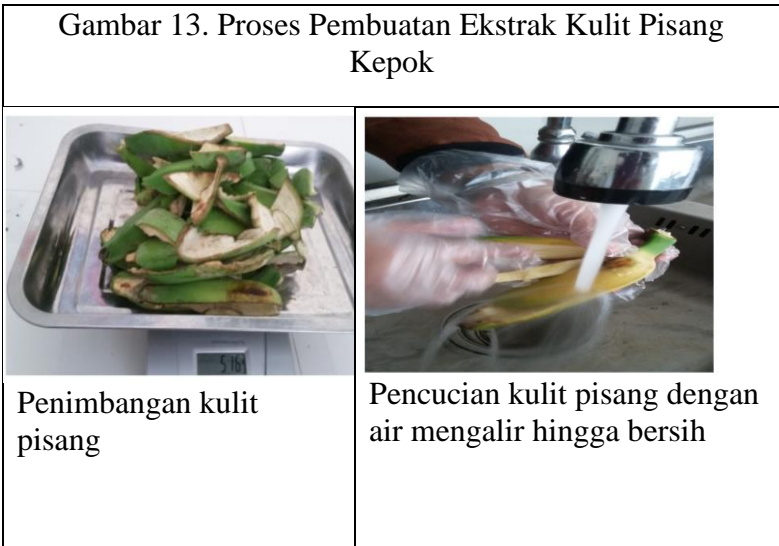 Gambar 13. Proses Pembuatan Ekstrak Kulit Pisang
Kepok
Penimbangan kulit
pisang
Pencucian kulit pisang dengan
air mengalir hingga bersih